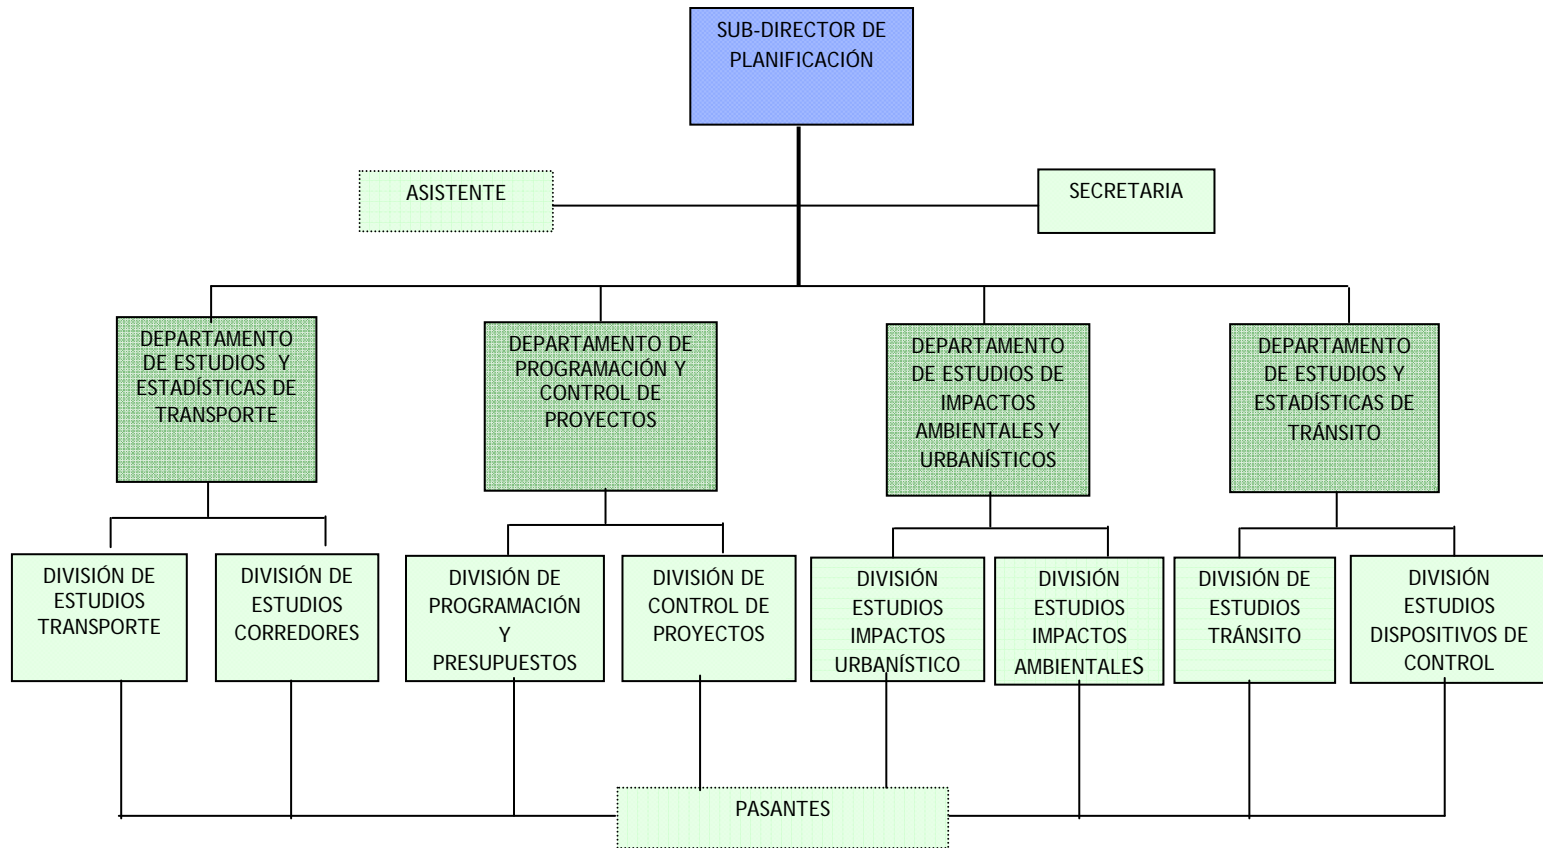 SUB-DIRECTOR DE
PLANIFICACIÓN
ASISTENTE
SECRETARIA
DEPARTAMENTO
DE ESTUDIOS Y
ESTADÍSTICAS DE
TRANSPORTE
DEPARTAMENTO DE
PROGRAMACIÓN Y
CONTROL DE
PROYECTOS
DEPARTAMENTO
DE ESTUDIOS DE
IMPACTOS
AMBIENTALES Y
URBANÍSTICOS
DEPARTAMENTO
DE ESTUDIOS Y
ESTADÍSTICAS DE
TRÁNSITO
DIVISIÓN DE
ESTUDIOS
TRANSPORTE
DIVISIÓN DE
ESTUDIOS
CORREDORES
DIVISIÓN DE
PROGRAMACIÓN
Y
PRESUPUESTOS
DIVISIÓN DE
CONTROL DE
PROYECTOS
DIVISIÓN
ESTUDIOS
IMPACTOS
URBANÍSTICO
DIVISIÓN
ESTUDIOS
IMPACTOS
AMBIENTALES
DIVISIÓN DE
ESTUDIOS
TRÁNSITO
DIVISIÓN
ESTUDIOS
DISPOSITIVOS DE
CONTROL
PASANTES